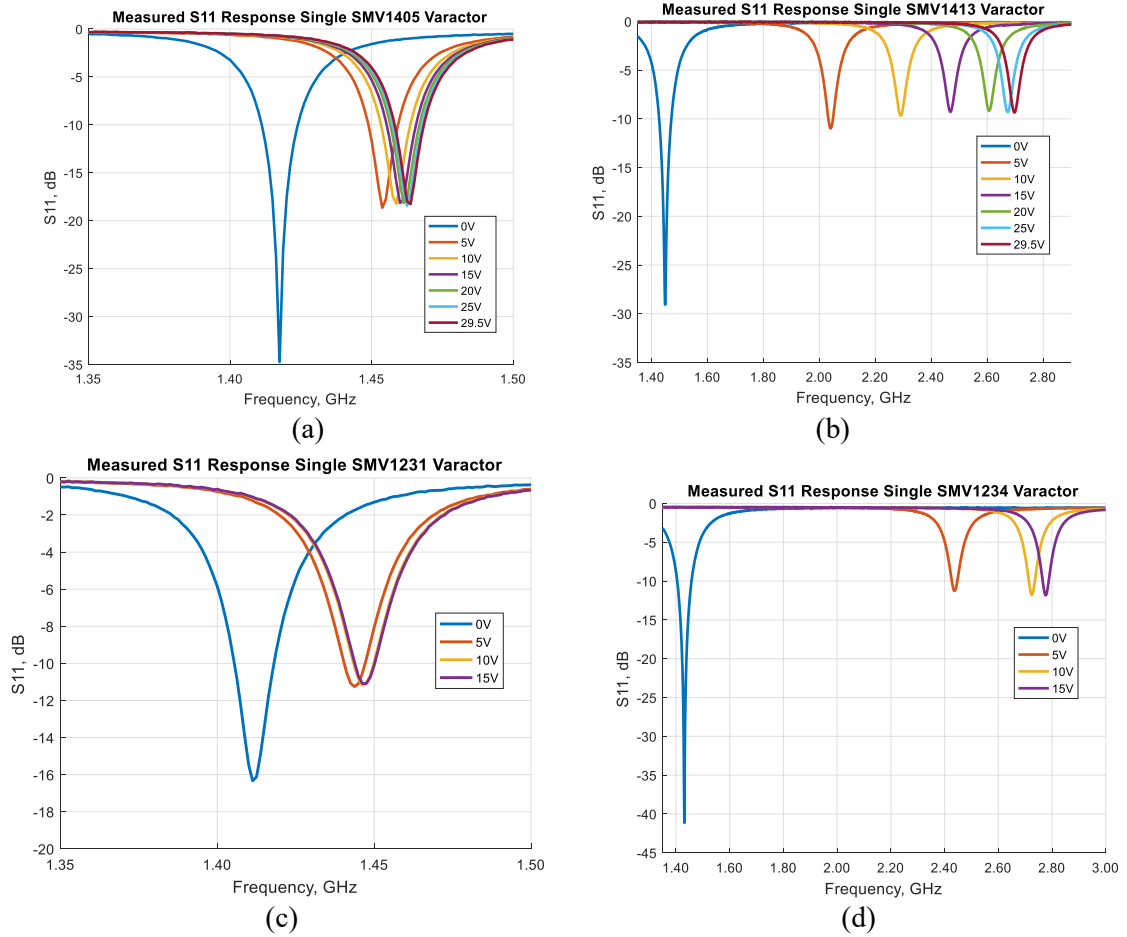 Measured S11 Response Single SMV1405 Varactor
0
-5
-10
-15
-20
-25
-30
-35
S11, dB
1.35
1.40
1.45
1.50
Frequency, GHz
0V
5V
10V
15V
20V
25V
29.5V
(a)
Measured S11 Response Single SMV1413 Varactor
0
-5
-10
-15
-20
-25
-30
-35
S11, dB
1.40
1.60
1.80
2.00
2.20
2.40
2.60
2.80
Frequency, GHz
0V
5V
10V
15V
20V
25V
29.5V
(b)
Measured S11 Response Single SMV1231 Varactor
0
-2
-4
-6
-8
-10
-12
-14
-16
-18
-20
S11, dB
1.35
1.40
1.45
1.50
Frequency, GHz
0V
5V
10V
15V
(c)
Measured S11 Response Single SMV1234 Varactor
0
-5
-10
-15
-20
-25
-30
-35
-40
-45
S11, dB
1.40
1.60
1.80
2.00
2.20
2.40
2.60
2.80
3.00
Frequency, GHz
0V
5V
10V
15V
(d)